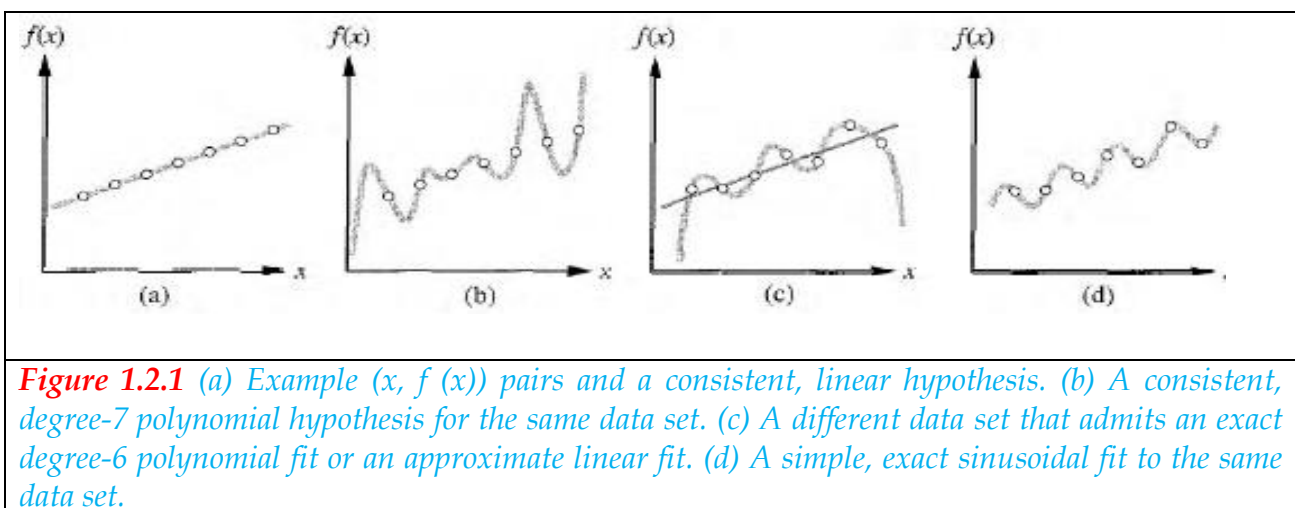 f(x) f(x) f(x) f(x)
x x x
(a) (b) (c) (d)
Figure 1.2.1 (a) Example (x, f (x)) pairs and a consistent, linear hypothesis. (b) A consistent,
degree-7 polynomial hypothesis for the same data set. (c) A different data set that admits an exact
degree-6 polynomial fit or an approximate linear fit. (d) A simple, exact sinusoidal fit to the same
data set.